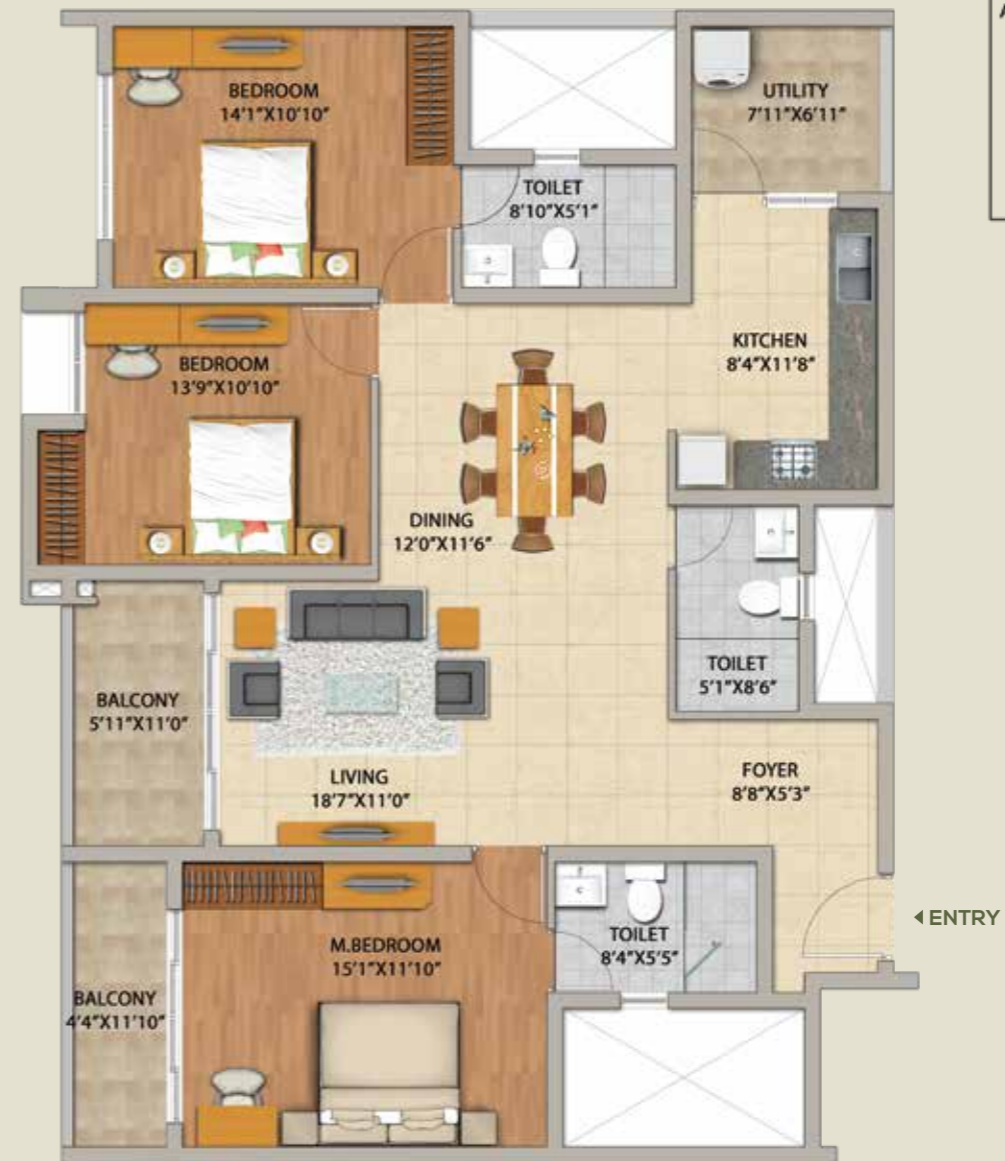 BEDROOM
14'1"X10'10"
UTILITY
7'11"X6'11"
TOILET
8'10"X5'1"
KITCHEN
8'4"X11'8"
BEDROOM
13'9"X10'10"
DINING
12'0"X11'6"
TOILET
5'1"X8'6"
BALCONY
5'11"X11'0"
LIVING
18'7"X11'0"
FOYER
8'8"X5'3"
ENTRY
M.BEDROOM
15'1"X11'10"
TOILET
8'4"X5'5"
BALCONY
4'4"X11'10"